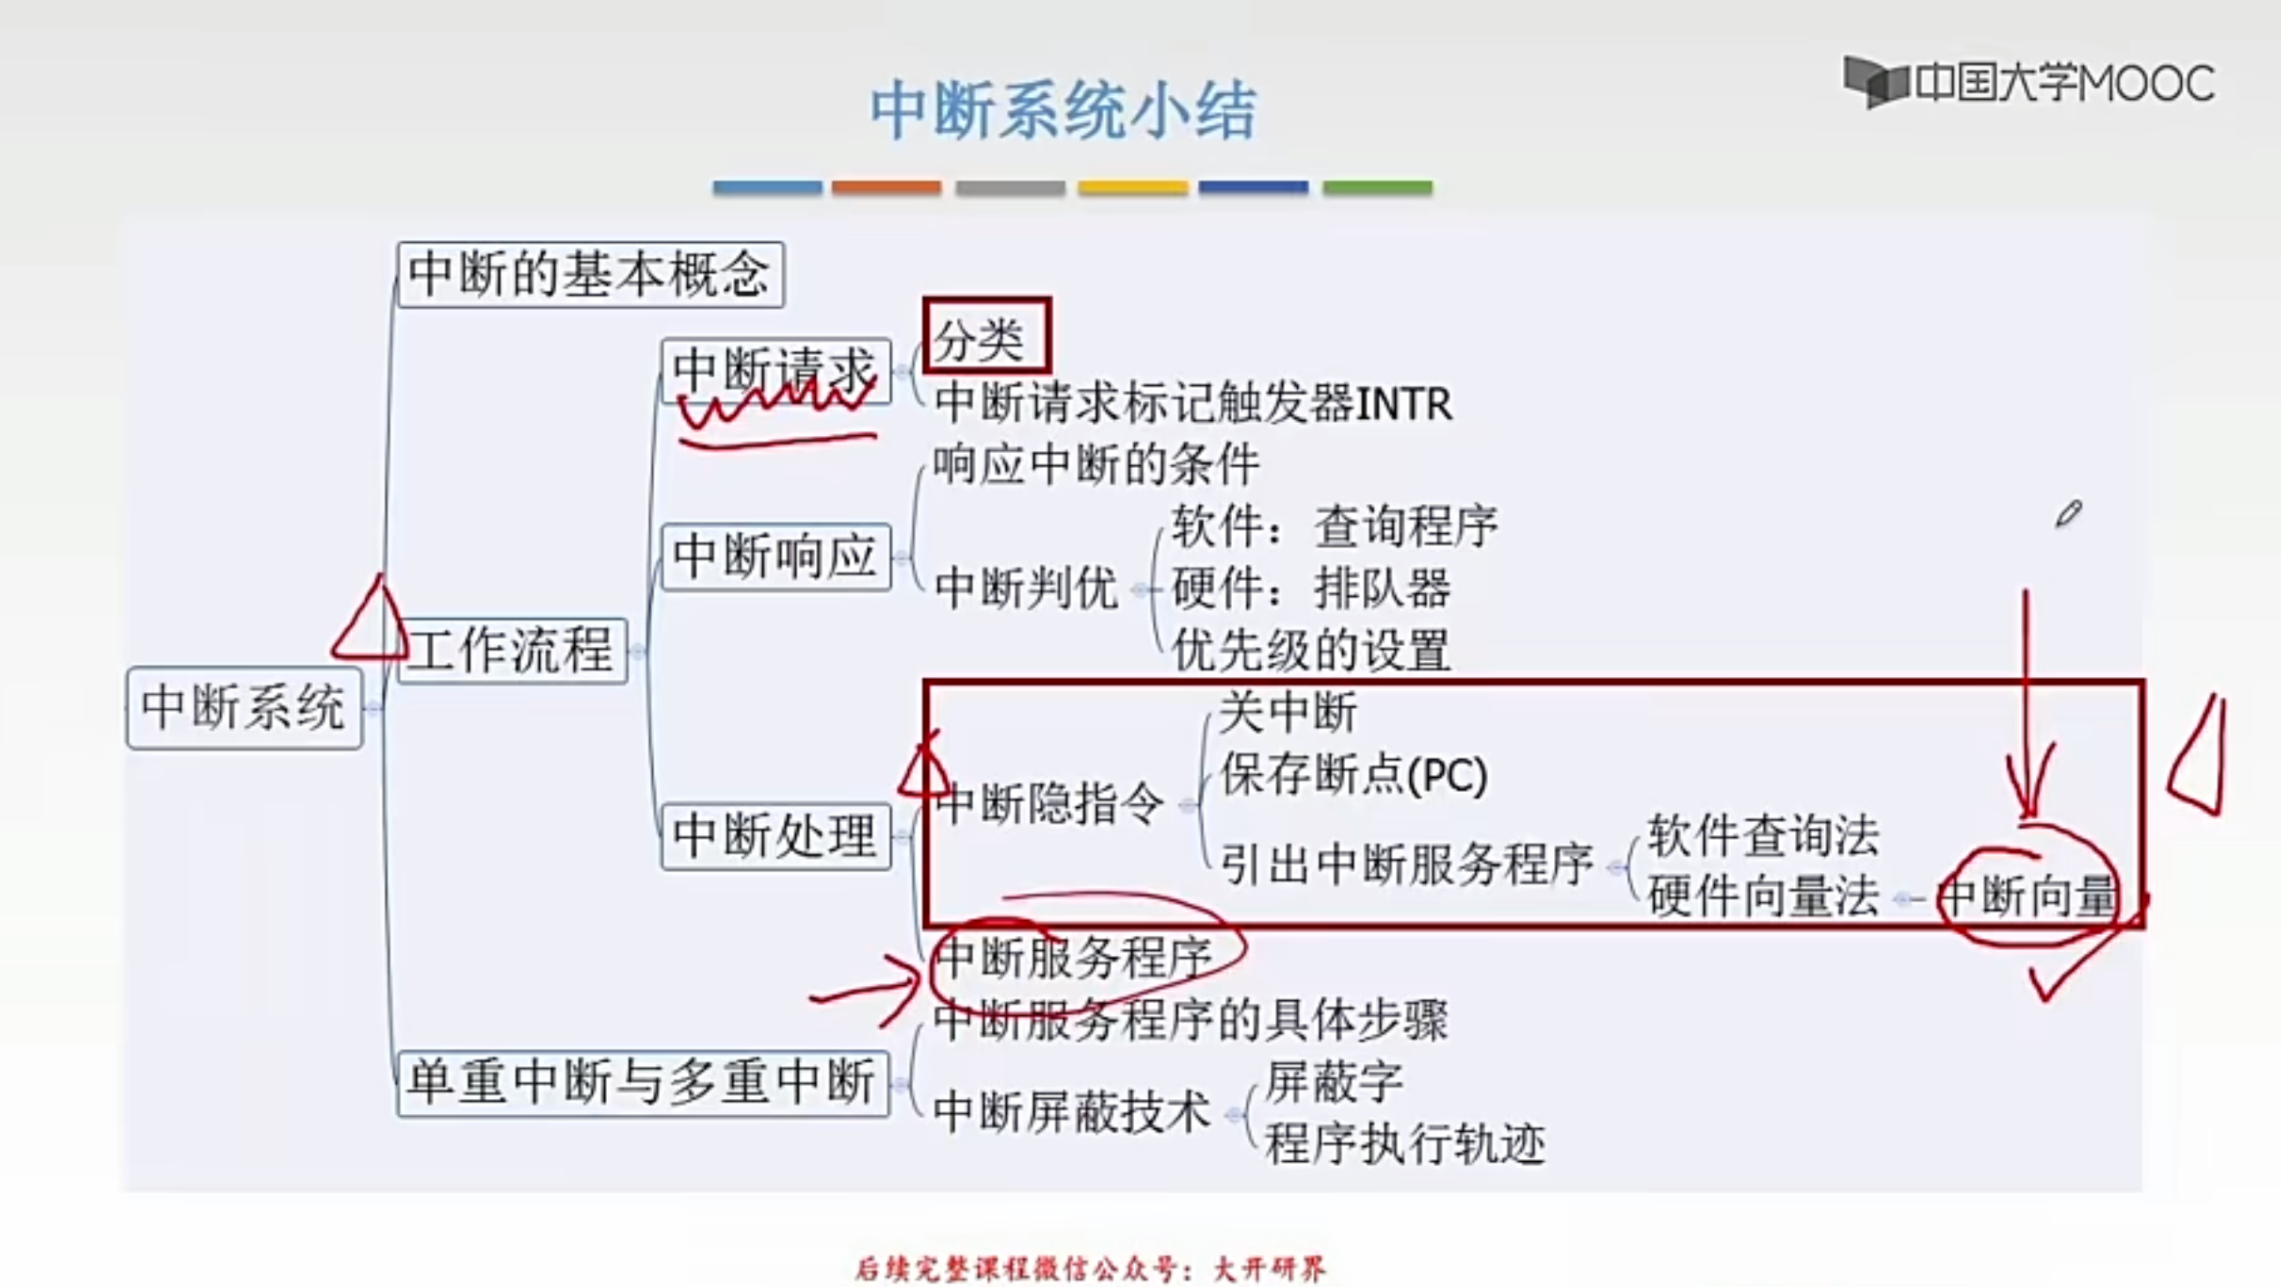 中国大学MOOC
中断系统小结
中断的基本概念
分类
中断请求
中断请求标记触发器INTR
响应中断的条件
软件：查询程序
中断响应
中断判优
硬件：排队器
优先级的设置
工作流程
中断系统
关中断
保存断点(PC)
中断隐指令
中断处理
引出中断服务程序
软件查询法
硬件向量法
中断向量
中断服务程序
中断服务程序的具体步骤
单重中断与多重中断
屏蔽字
中断屏蔽技术
程序执行轨迹
后续完整课程微信公众号：大开研界